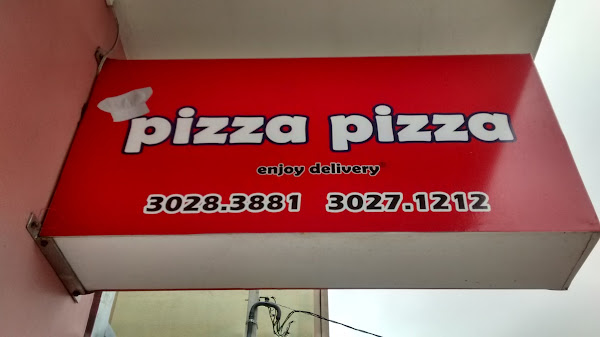 pizza pizza
enjoy delivery
3028.3881 3027.1212